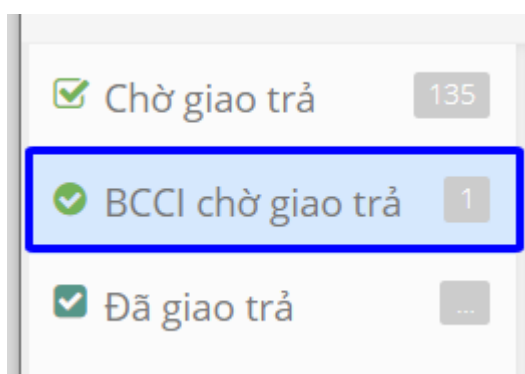 Chờ giao trả 135
BCCI chờ giao trả 1
Đã giao trả ...